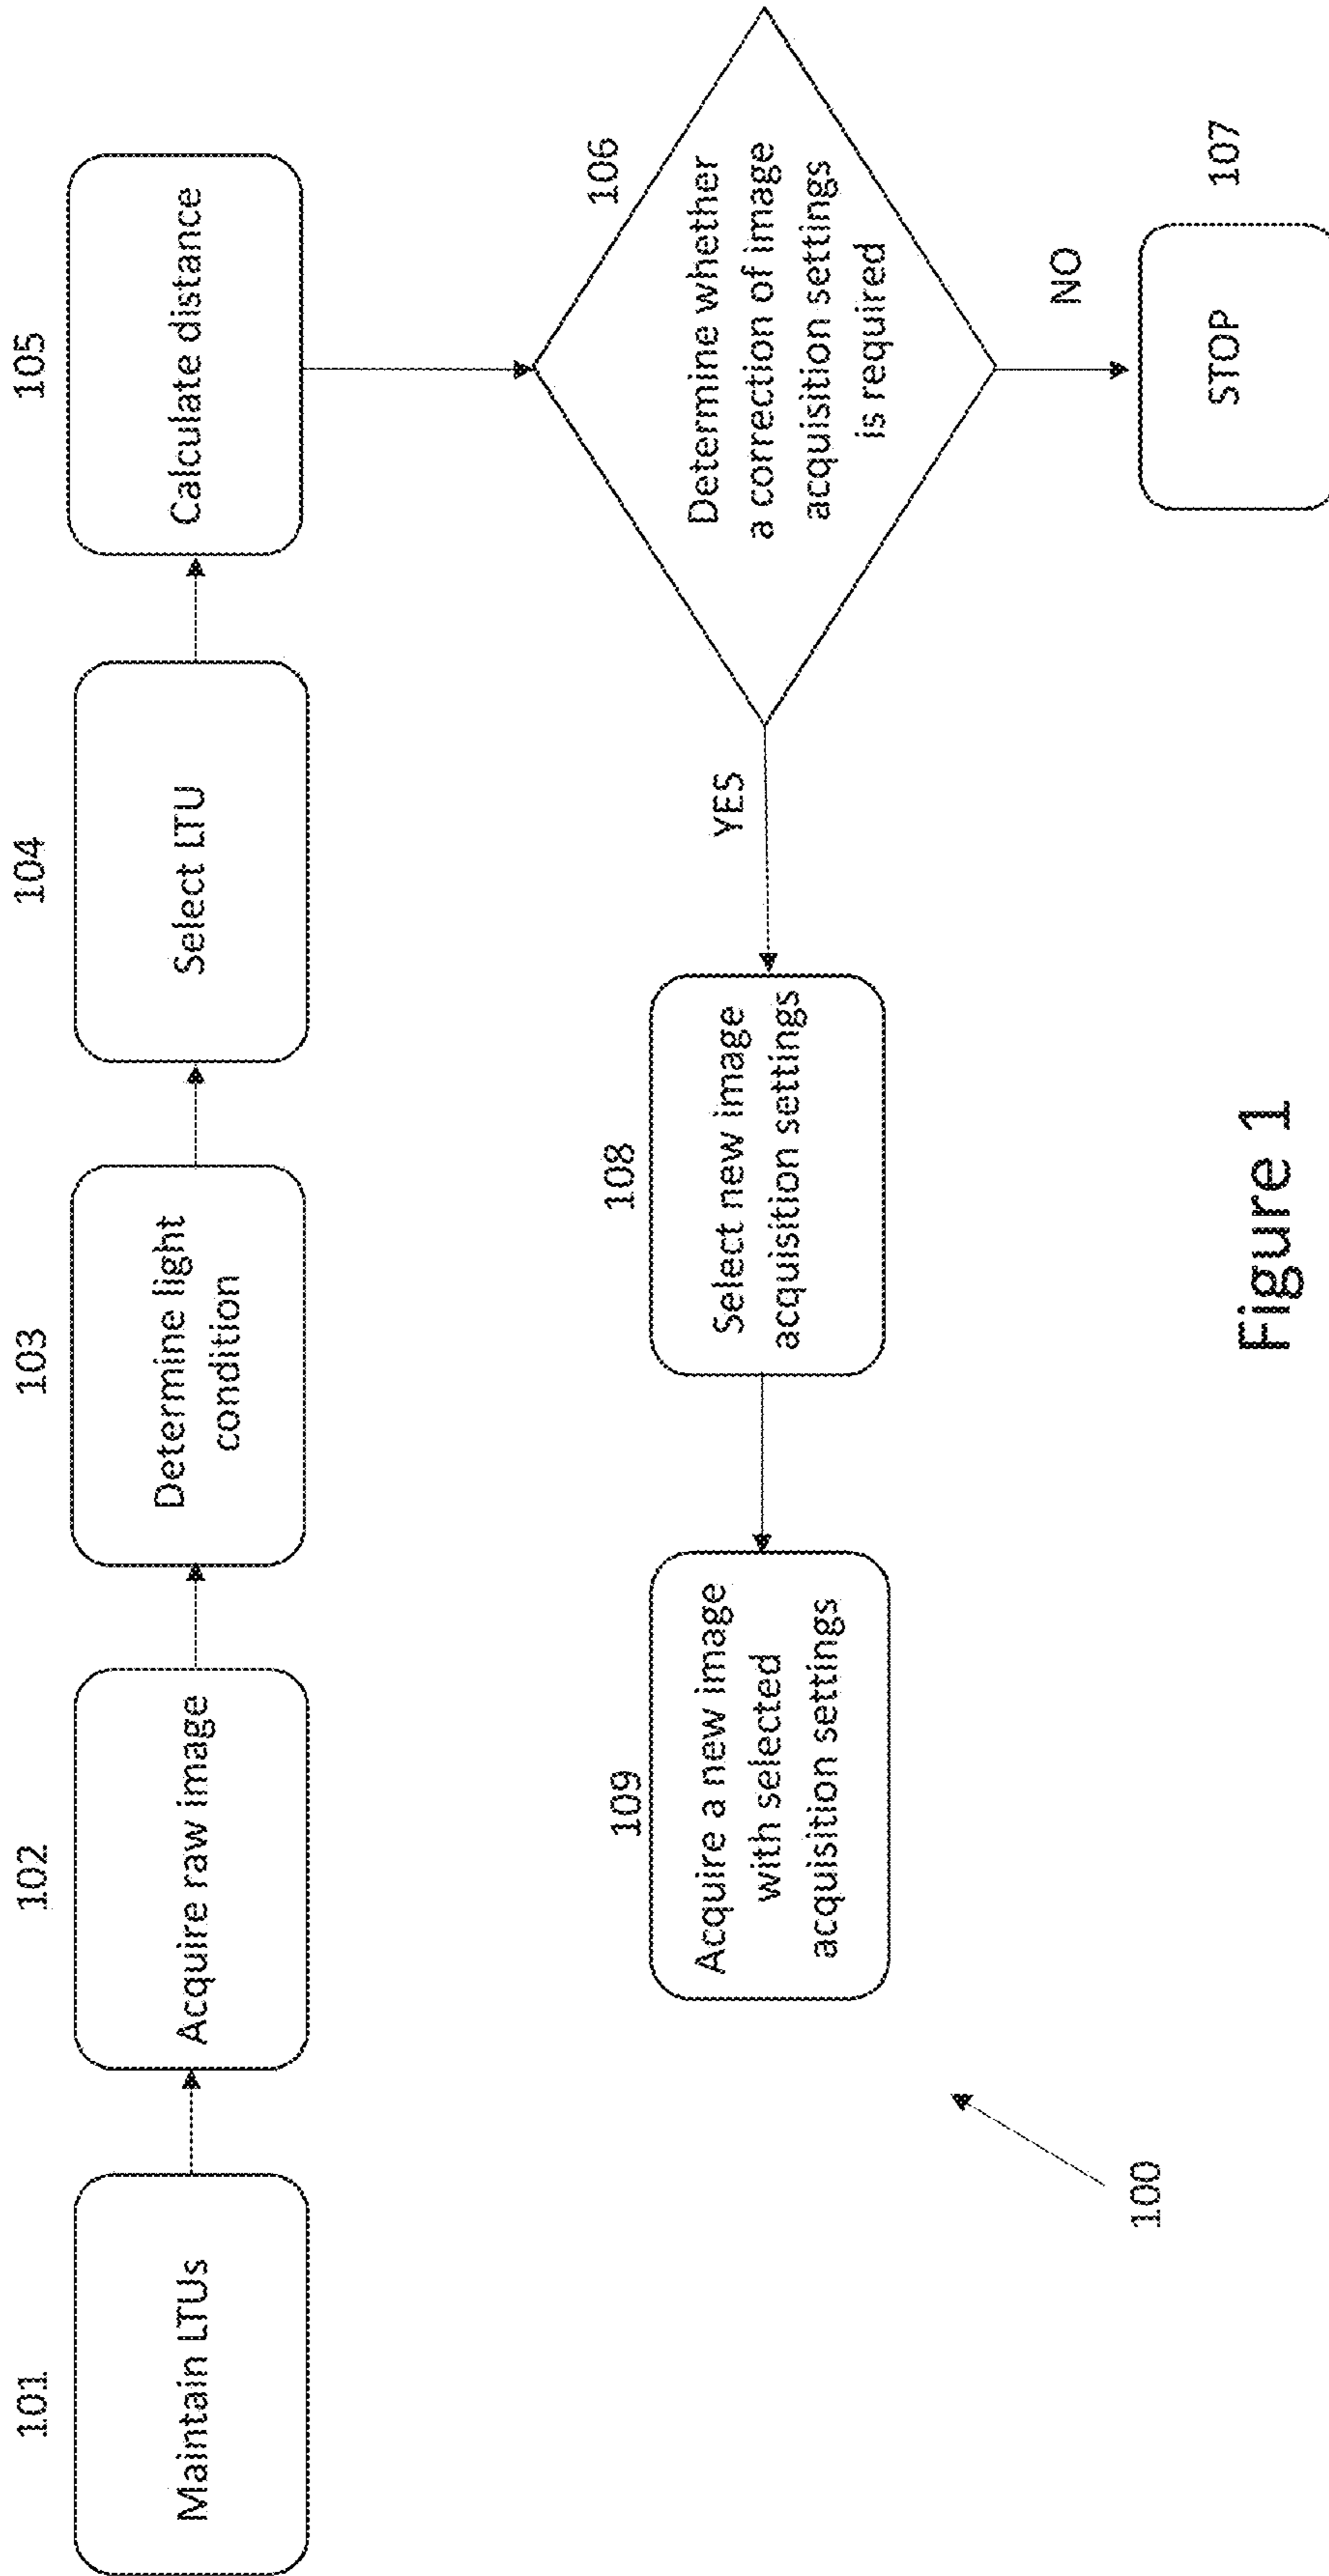 101
Maintain LTUs
102
Acquire raw image
103
Determine light
condition
104
Select LTU
105
Calculate distance
106
Determine whether
a correction of image
acquisition settings
is required
NO
107
STOP
YES
108
Select new image
acquisition settings
109
Acquire a new image
with selected
acquisition settings
100
Figure 1